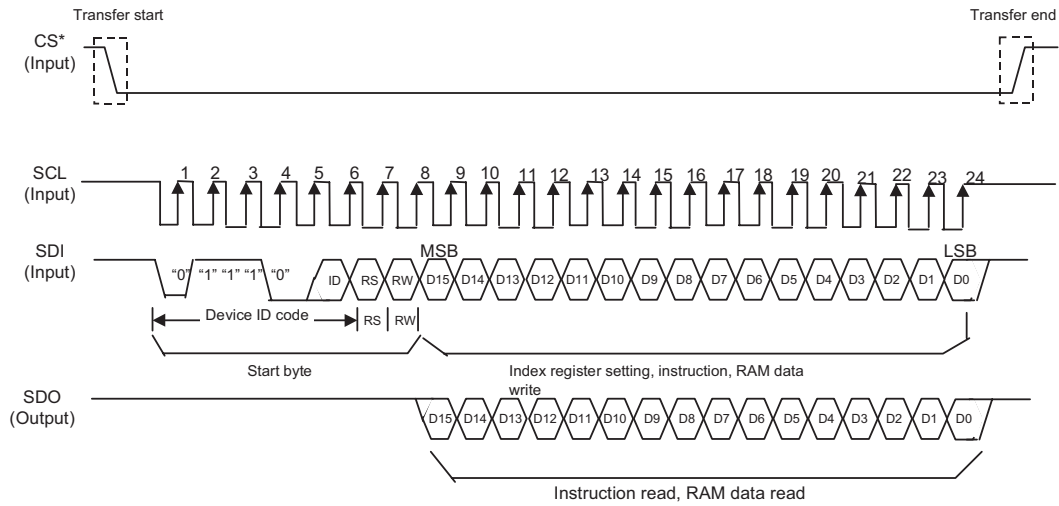 Transfer start
Transfer end
CS*
(Input)
SCL
(Input)
1 2 3 4 5 6 7 8 9 10 11 12 13 14 15 16 17 18 19 20 21 22 23 24
SDI
(Input)
MSB
LSB
“0” “1” “1” “1” “0” ID RS RW D15 D14 D13 D12 D11 D10 D9 D8 D7 D6 D5 D4 D3 D2 D1 D0
Device ID code RS RW
Start byte
Index register setting, instruction, RAM data
write
SDO
(Output)
D15 D14 D13 D12 D11 D10 D9 D8 D7 D6 D5 D4 D3 D2 D1 D0
Instruction read, RAM data read